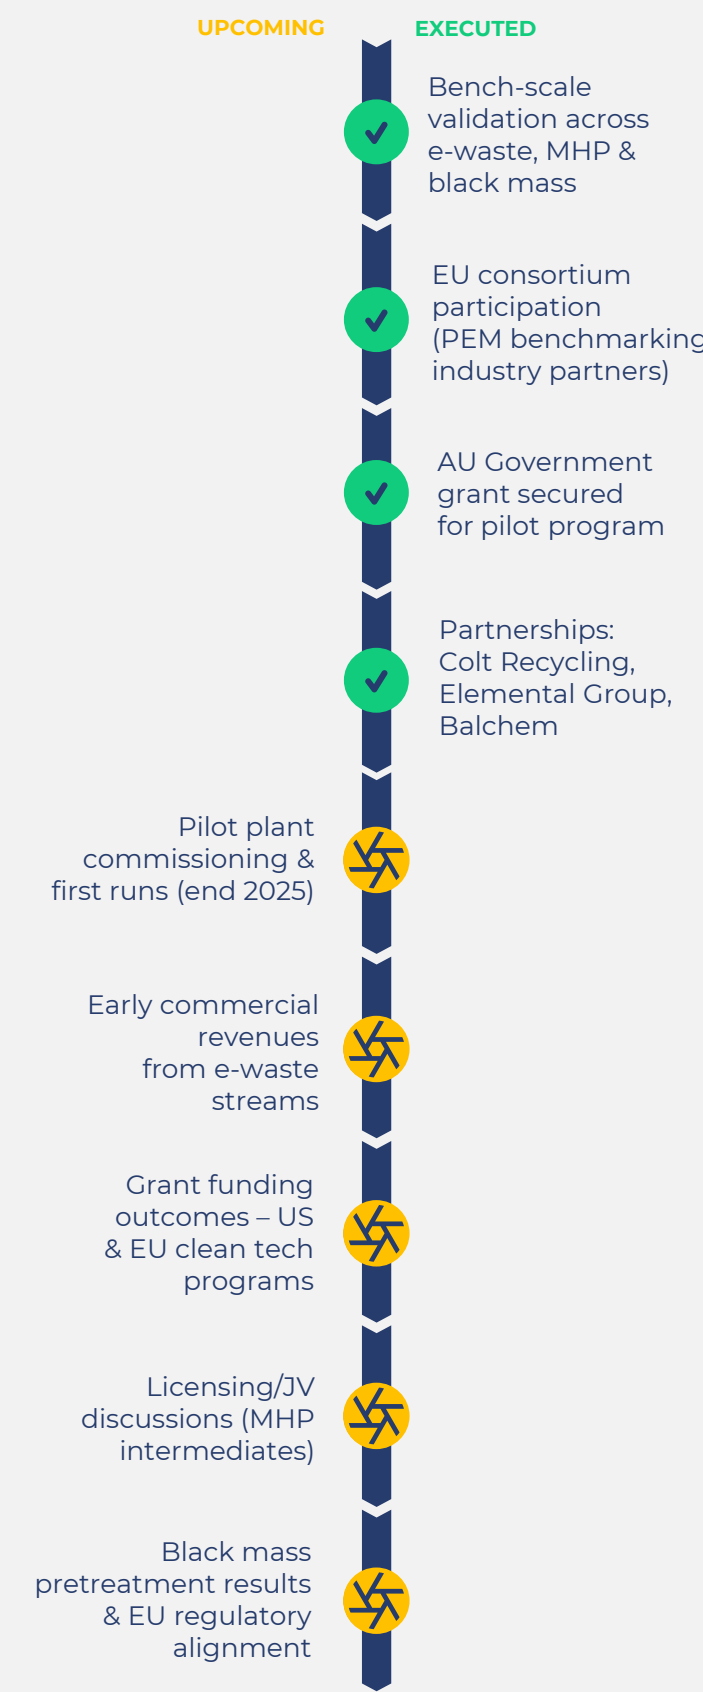 UPCOMING
EXECUTED
Bench-scale
validation across
e-waste, MHP &
black mass
EU consortium
participation
(PEM benchmarking
industry partners)
AU Government
grant secured
for pilot program
Partnerships:
Colt Recycling,
Elemental Group,
Balchem
Pilot plant
commissioning &
first runs (end 2025)
Early commercial
revenues
from e-waste
streams
Grant funding
outcomes – US
& EU clean tech
programs
Licensing/JV
discussions (MHP
intermediates)
Black mass
pretreatment results
& EU regulatory
alignment